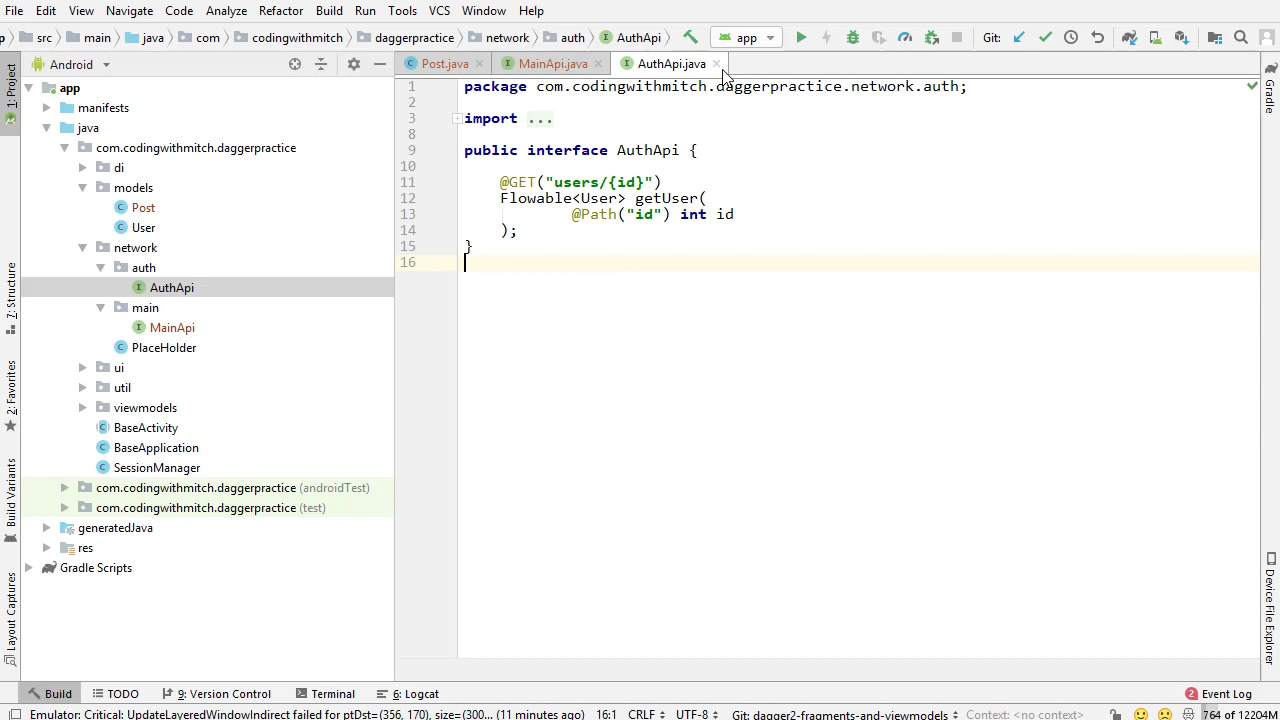 File Edit View Navigate Code Analyze Refactor Build Run Tools VCS Window Help
p src main java com codingwithmitch daggerpractice network auth AuthApi app Git:
Android
Post.java MainApi.java AuthApi.java
1: Project
7: Structure
2: Favorites
Build Variants
Layout Captures
app
manifests
java
com.codingwithmitch.daggerpractice
di
models
Post
User
network
auth
AuthApi
main
MainApi
PlaceHolder
ui
util
viewmodels
BaseActivity
BaseApplication
SessionManager
com.codingwithmitch.daggerpractice (androidTest)
com.codingwithmitch.daggerpractice (test)
generatedJava
res
Gradle Scripts
1 package com.codingwithmitch.daggerpractice.network.auth;
2
3 import ...
8
9 public interface AuthApi {
10
11 @GET("users/{id}")
12 Flowable<User> getUser(
13 @Path("id") int id
14 );
15 }
16
Gradle
Device File Explorer
Build TODO 9: Version Control Terminal 6: Logcat 2 Event Log
Emulator: Critical: UpdateLayeredWindowIndirect failed for ptDst=(356, 170), size=(300... (11 minutes ago) 16:1 CRLF UTF-8 Git: dagger2-fragments-and-viewmodels Context: <no context> 764 of 12204M